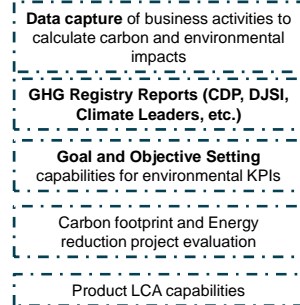 Data capture of business activities to
calculate carbon and environmental
impacts
GHG Registry Reports (CDP, DJSI,
Climate Leaders, etc.)
Goal and Objective Setting
capabilities for environmental KPIs
Carbon footprint and Energy
reduction project evaluation
Product LCA capabilities